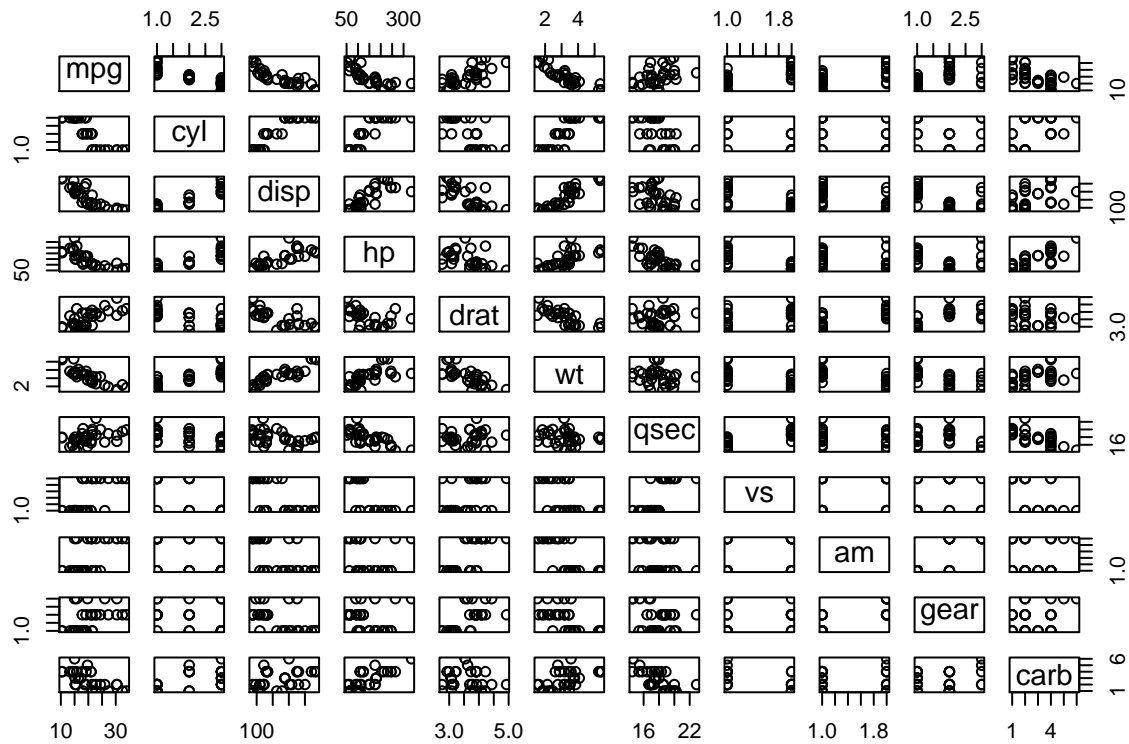 1.0 2.5 50 300 2 4 1.0 1.8 1.0 2.5
mpg 10
1.0 cyl
disp 100
50 hp
drat 3.0
2 wt
qsec 16
1.0 vs
am 1.0
1.0 gear
carb 1 6
10 30 100 3.0 5.0 16 22 1.0 1.8 1 4